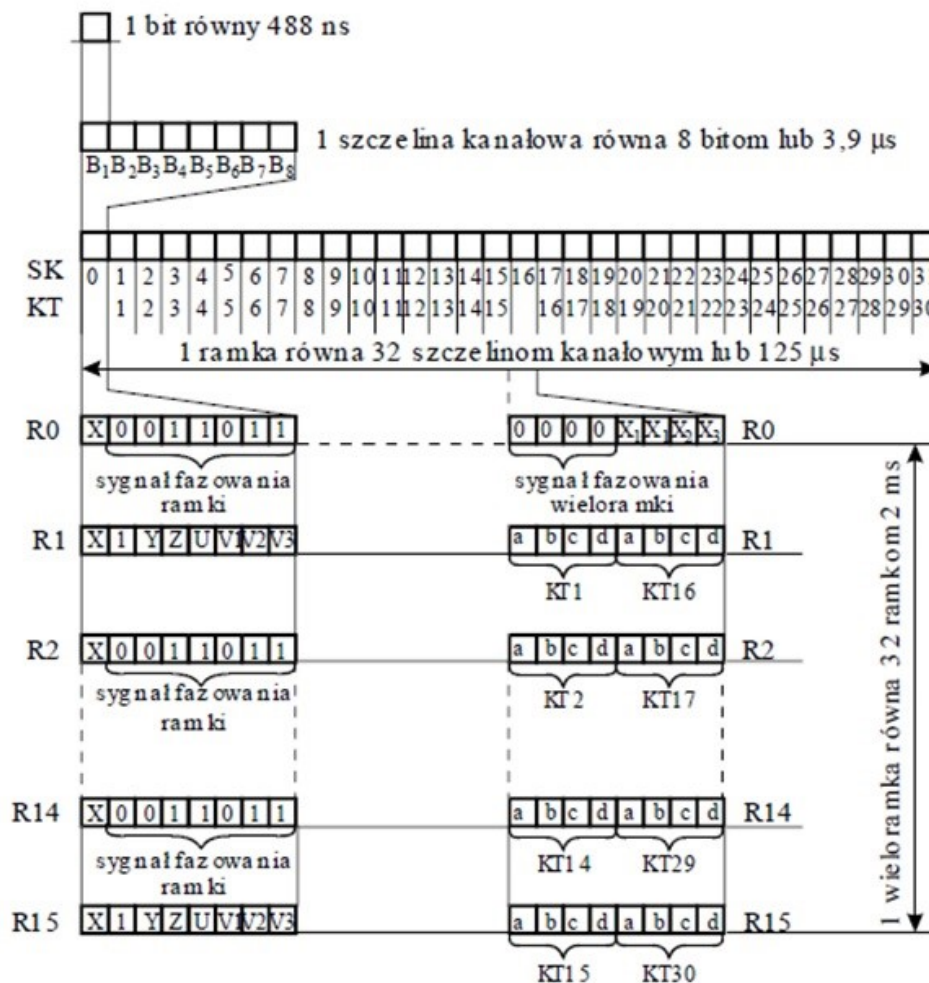 1 bit równy 488 ns
1 szczelina kanałowa równa 8 bitom lub 3,9 µs
B₁ B₂ B₃ B₄ B₅ B₆ B₇ B₈
SK 0 1 2 3 4 5 6 7 8 9 10 11 12 13 14 15 16 17 18 19 20 21 22 23 24 25 26 27 28 29 30 31
KT 1 2 3 4 5 6 7 8 9 10 11 12 13 14 15 16 17 18 19 20 21 22 23 24 25 26 27 28 29 30
1 ramka równa 32 szczelinom kanałowym lub 125 µs
R0 X 0 0 1 1 0 1 1 0 0 0 0 X₁ X₁ X₂ X₃ R0
sygnał fazowania
ramki
sygnał fazowania
wieloramki
R1 X 1 Y Z U V1 V2 V3 a b c d a b c d R1
KT1 KT16
R2 X 0 0 1 1 0 1 1 a b c d a b c d R2
sygnał fazowania
ramki
KT2 KT17
R14 X 0 0 1 1 0 1 1 a b c d a b c d R14
sygnał fazowania
ramki
KT14 KT29
R15 X 1 Y Z U V1 V2 V3 a b c d a b c d R15
KT15 KT30
1 wieloramka równa 32 ramkom 2 ms